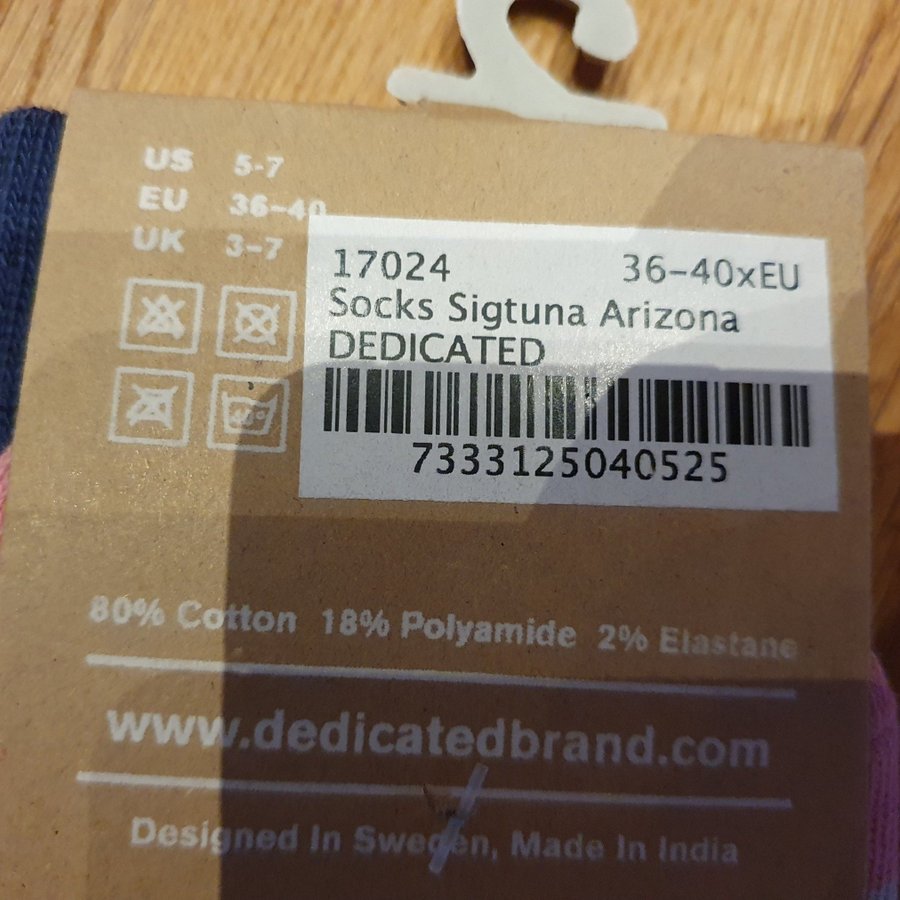 US 5-7
EU 36-40
UK 3-7
17024 36-40xEU
Socks Sigtuna Arizona
DEDICATED
7333125040525
80% Cotton 18% Polyamide 2% Elastane
www.dedicatedbrand.com
Designed In Sweden, Made In India